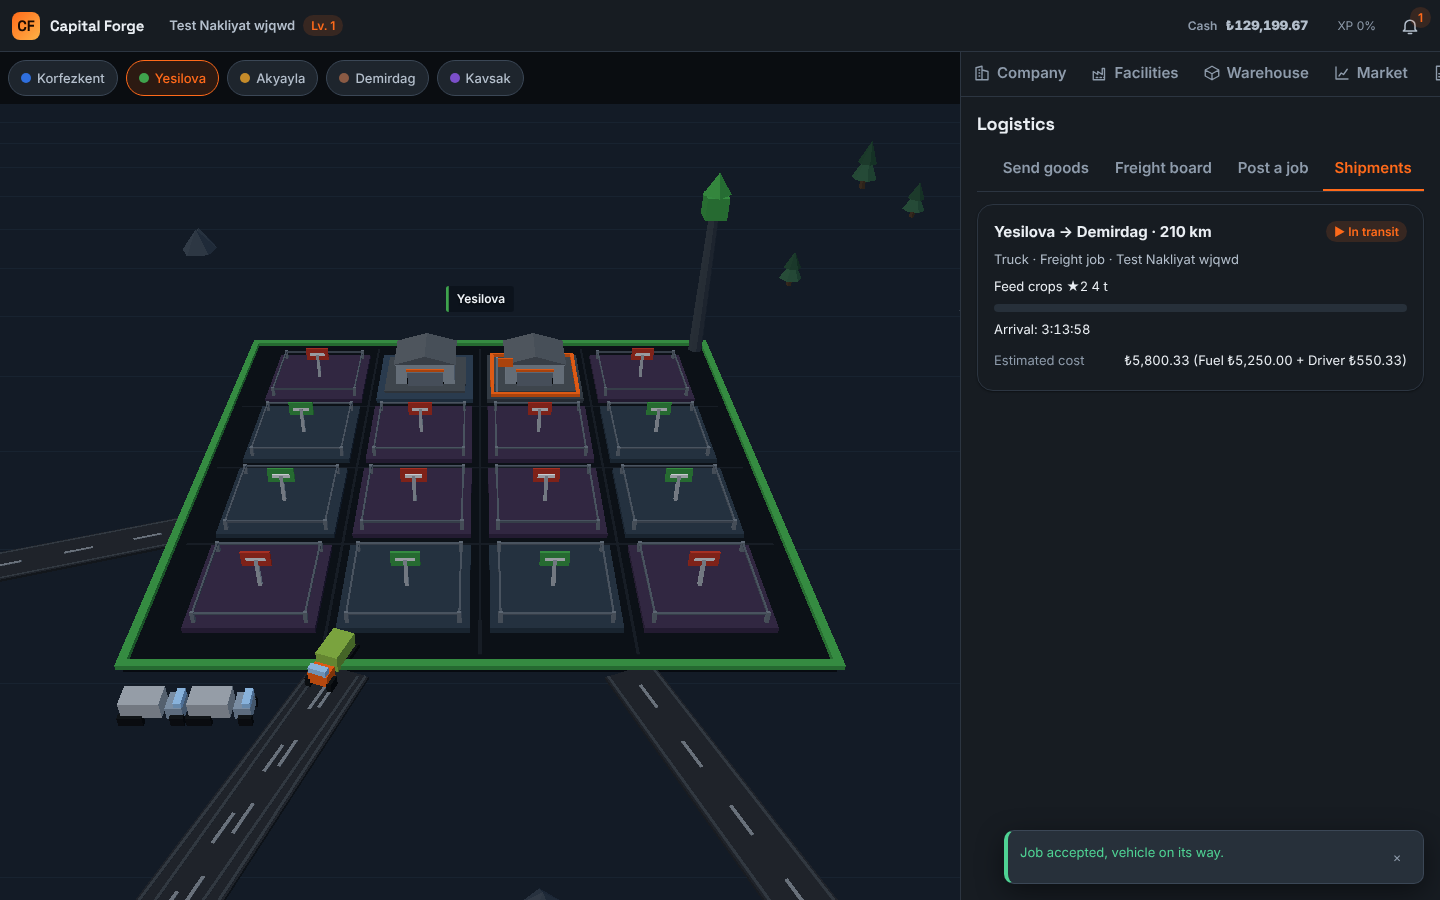 CF Capital Forge Test Nakliyat wjqwd Lv. 1 Cash ₺129,199.67 XP 0% 1
Korfezkent Yesilova Akyayla Demirdag Kavsak
Company Facilities Warehouse Market
Logistics
Send goods Freight board Post a job Shipments
Yesilova → Demirdag · 210 km ▶ In transit
Truck · Freight job · Test Nakliyat wjqwd
Feed crops ★2 4 t
Arrival: 3:13:58
Estimated cost ₺5,800.33 (Fuel ₺5,250.00 + Driver ₺550.33)
Yesilova
Job accepted, vehicle on its way. ×